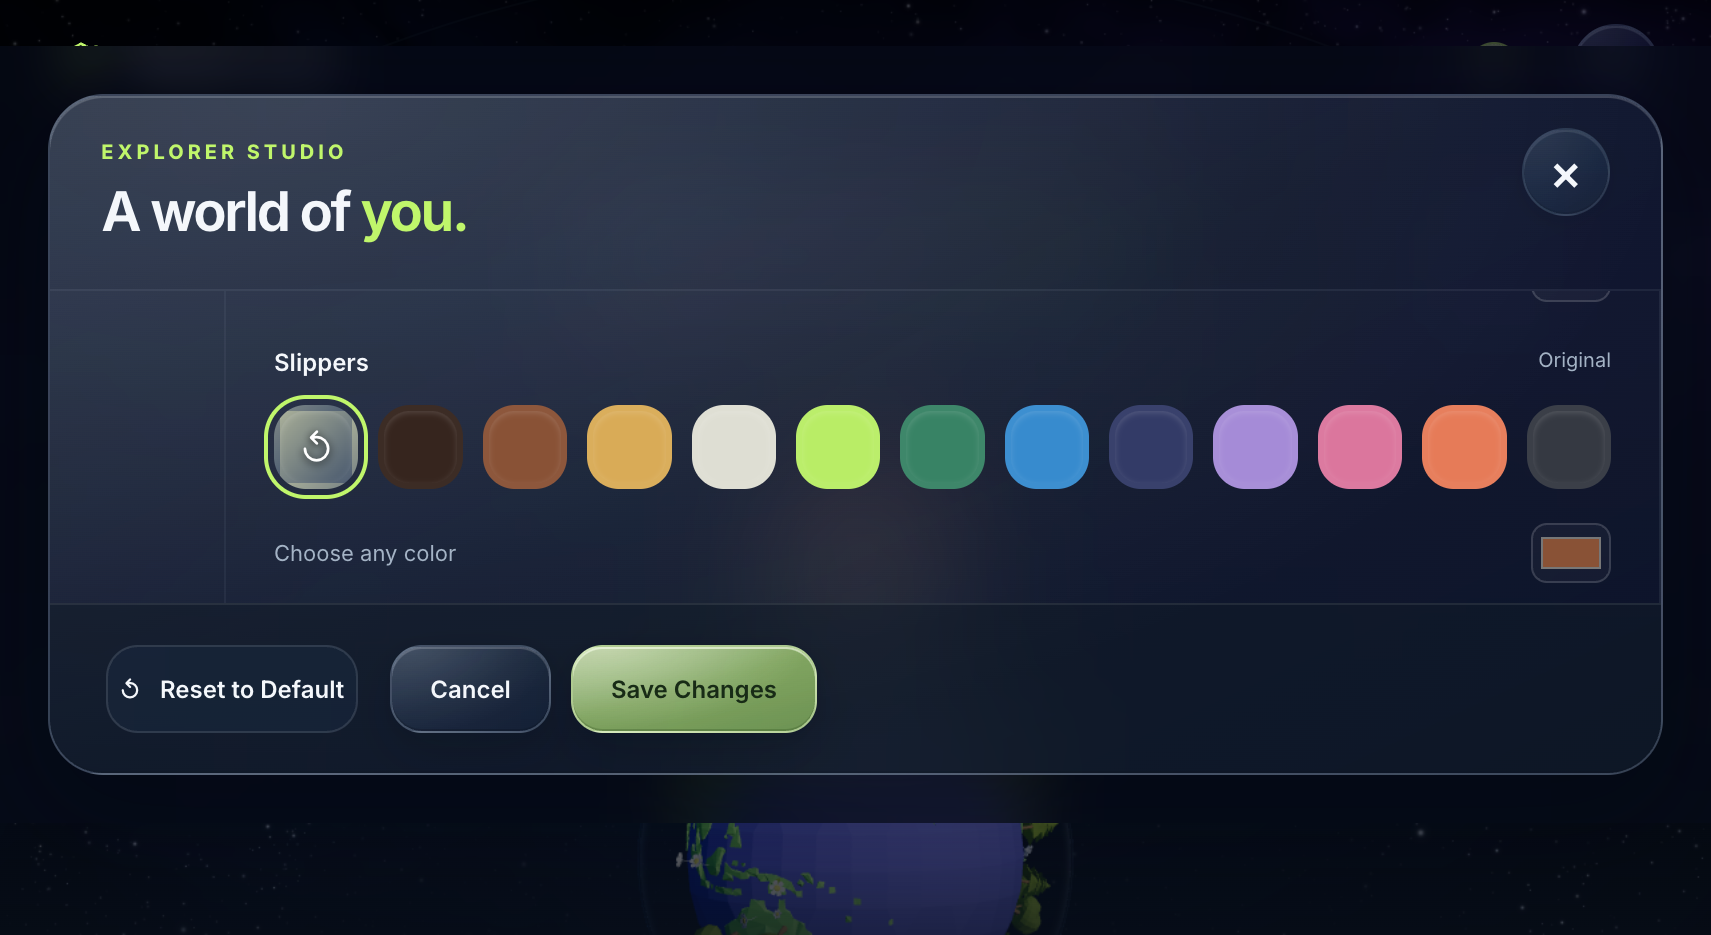 EXPLORER STUDIO
A world of you.
Slippers
Original
Choose any color
Reset to Default
Cancel
Save Changes